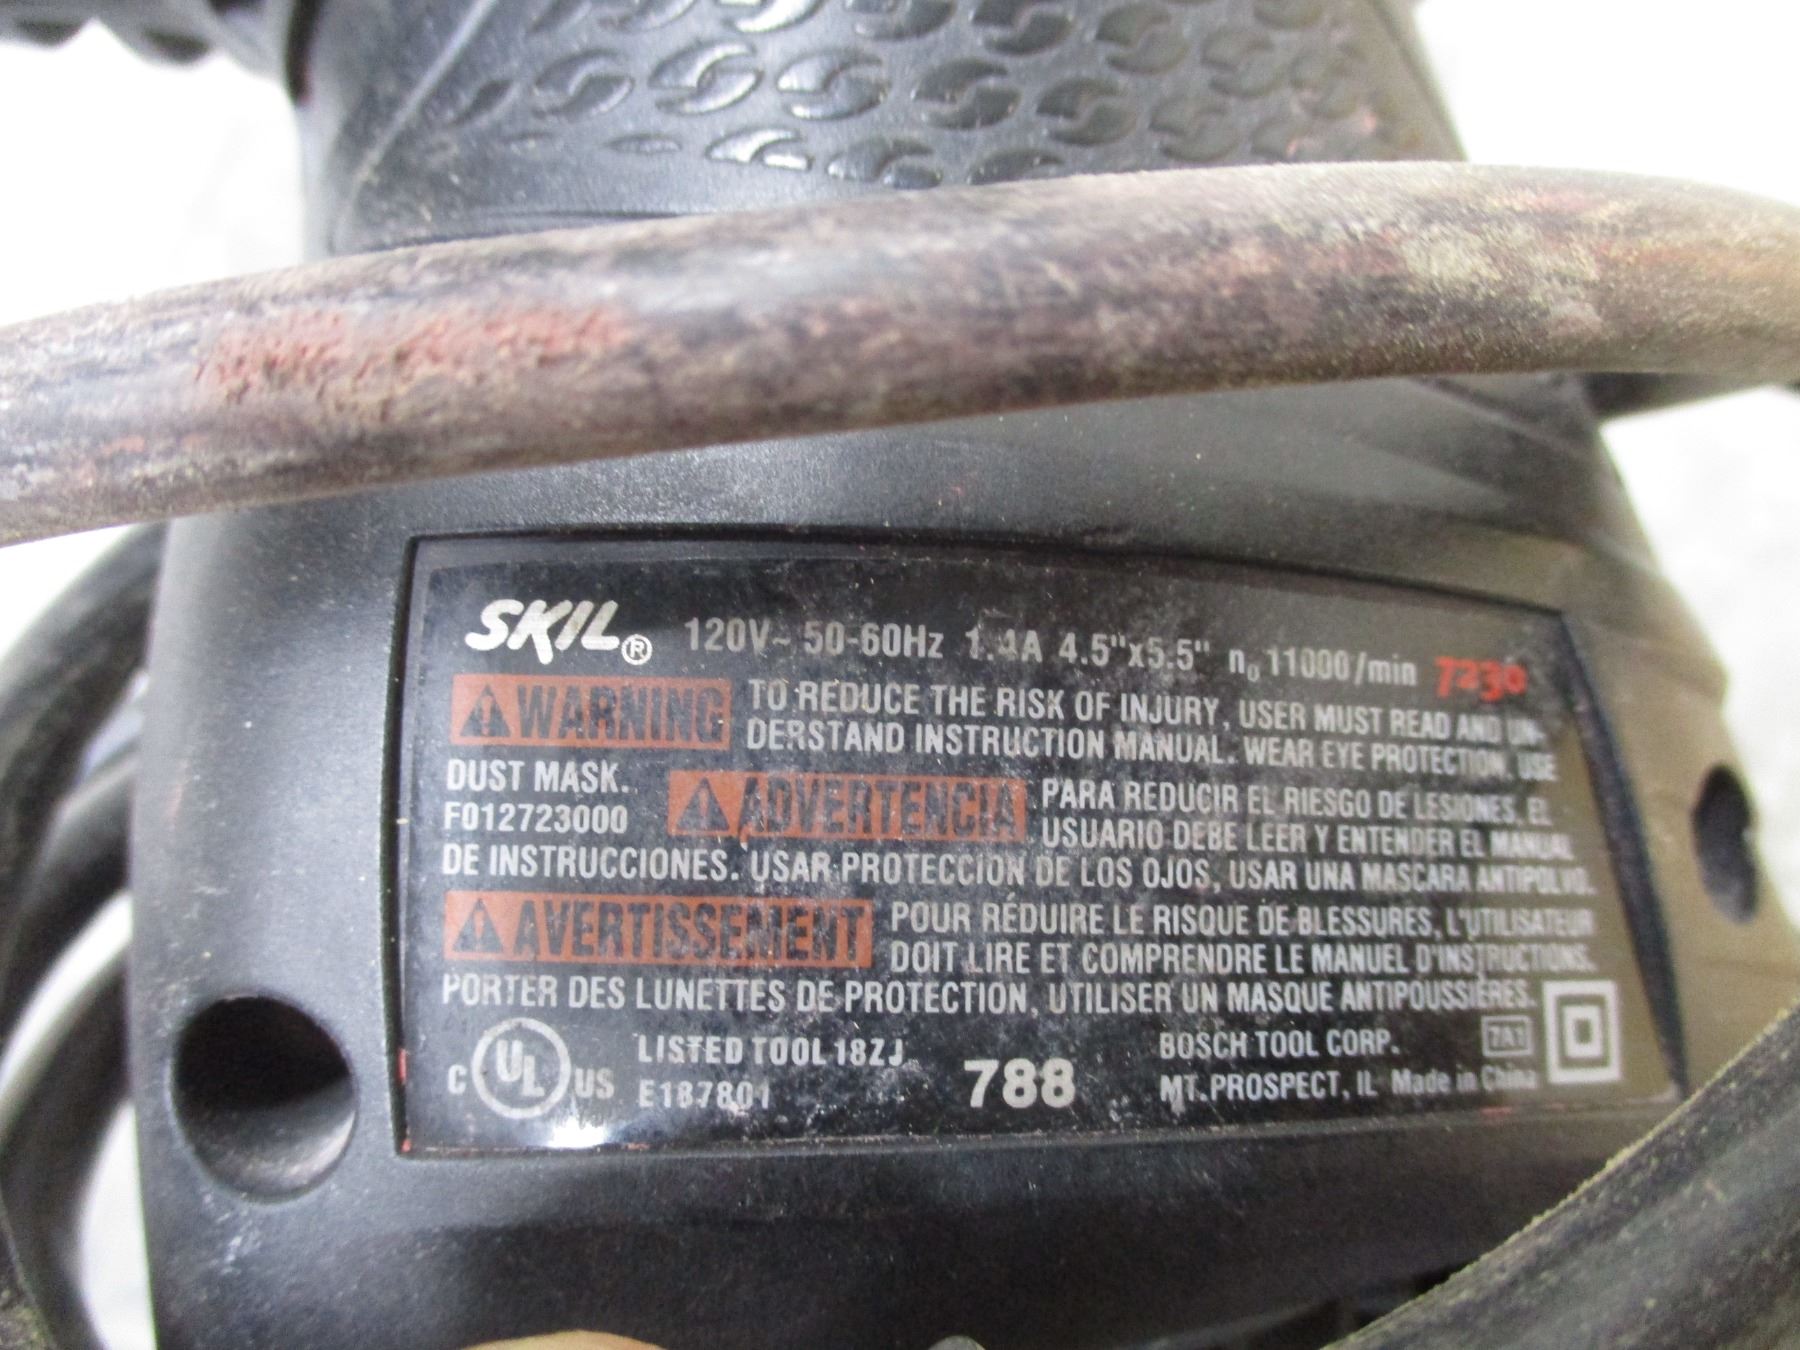 SKIL® 120V~ 50-60Hz 1.4A 4.5"x5.5" n₀ 11000/min 7230
WARNING TO REDUCE THE RISK OF INJURY, USER MUST READ AND UN-
DERSTAND INSTRUCTION MANUAL. WEAR EYE PROTECTION, USE
DUST MASK.
F012723000
ADVERTENCIA PARA REDUCIR EL RIESGO DE LESIONES, EL
USUARIO DEBE LEER Y ENTENDER EL MANUAL
DE INSTRUCCIONES. USAR PROTECCION DE LOS OJOS, USAR UNA MASCARA ANTIPOLVO.
AVERTISSEMENT POUR RÉDUIRE LE RISQUE DE BLESSURES, L'UTILISATEUR
DOIT LIRE ET COMPRENDRE LE MANUEL D'INSTRUCTIONS.
PORTER DES LUNETTES DE PROTECTION, UTILISER UN MASQUE ANTIPOUSSIÈRES.
C UL US LISTED TOOL 18ZJ
E187801
788
BOSCH TOOL CORP. 7A1
MT. PROSPECT, IL Made in China